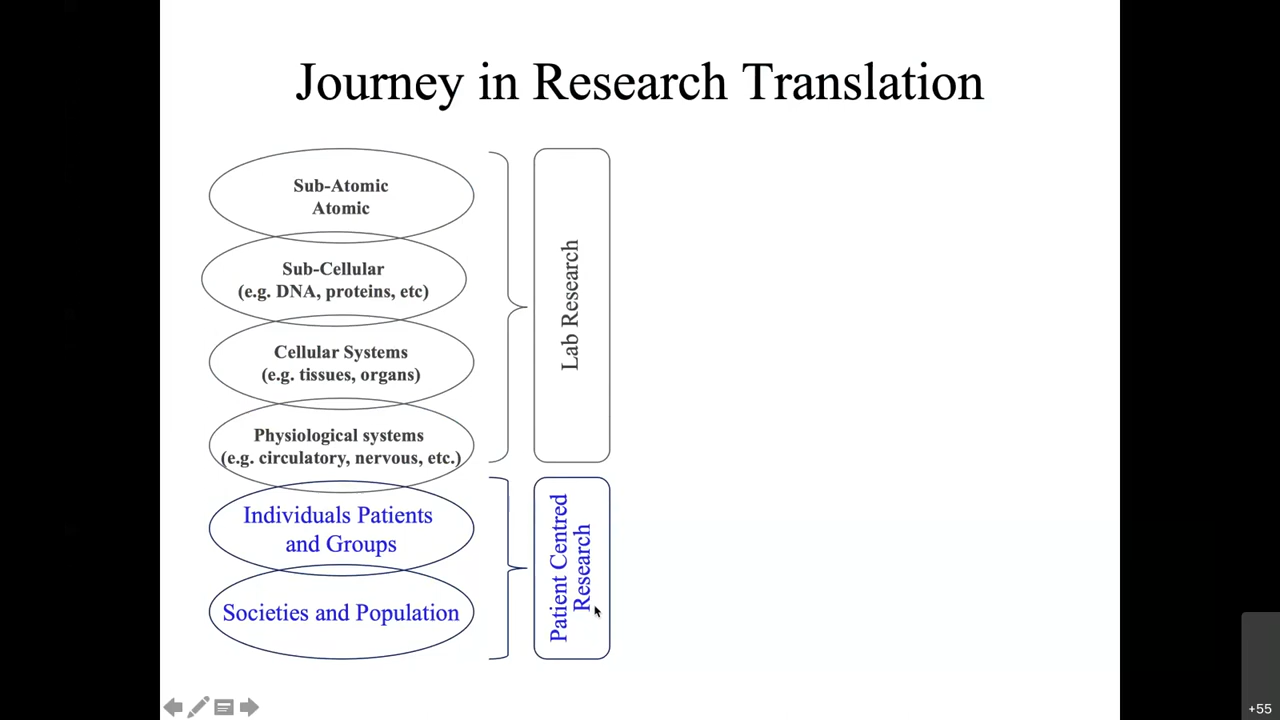 Journey in Research Translation
Sub-Atomic
Atomic
Sub-Cellular
(e.g. DNA, proteins, etc)
Cellular Systems
(e.g. tissues, organs)
Physiological systems
(e.g. circulatory, nervous, etc.)
Lab Research
Individuals Patients
and Groups
Societies and Population
Patient Centred
Research
+55